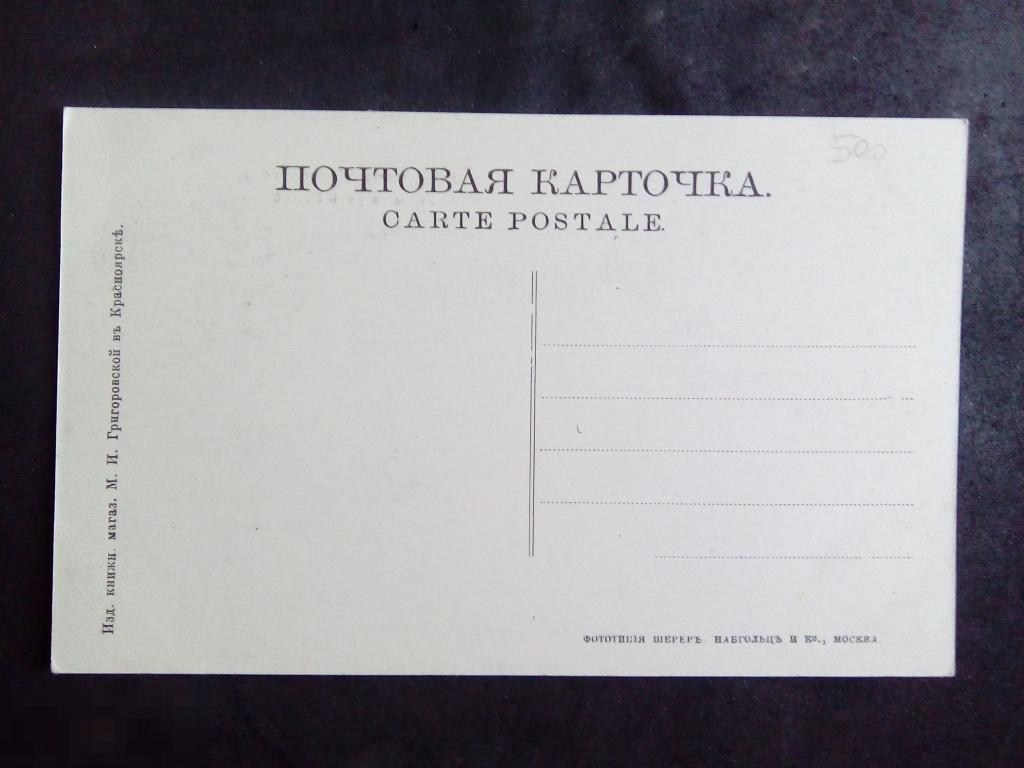 500
ПОЧТОВАЯ КАРТОЧКА.
CARTE POSTALE.
Изд. книжн. магаз. М. И. Григоровской въ Красноярскѣ.
ФОТОТИПІЯ ШЕРЕРЪ НАБГОЛЬЦЪ И Ко., МОСКВА.